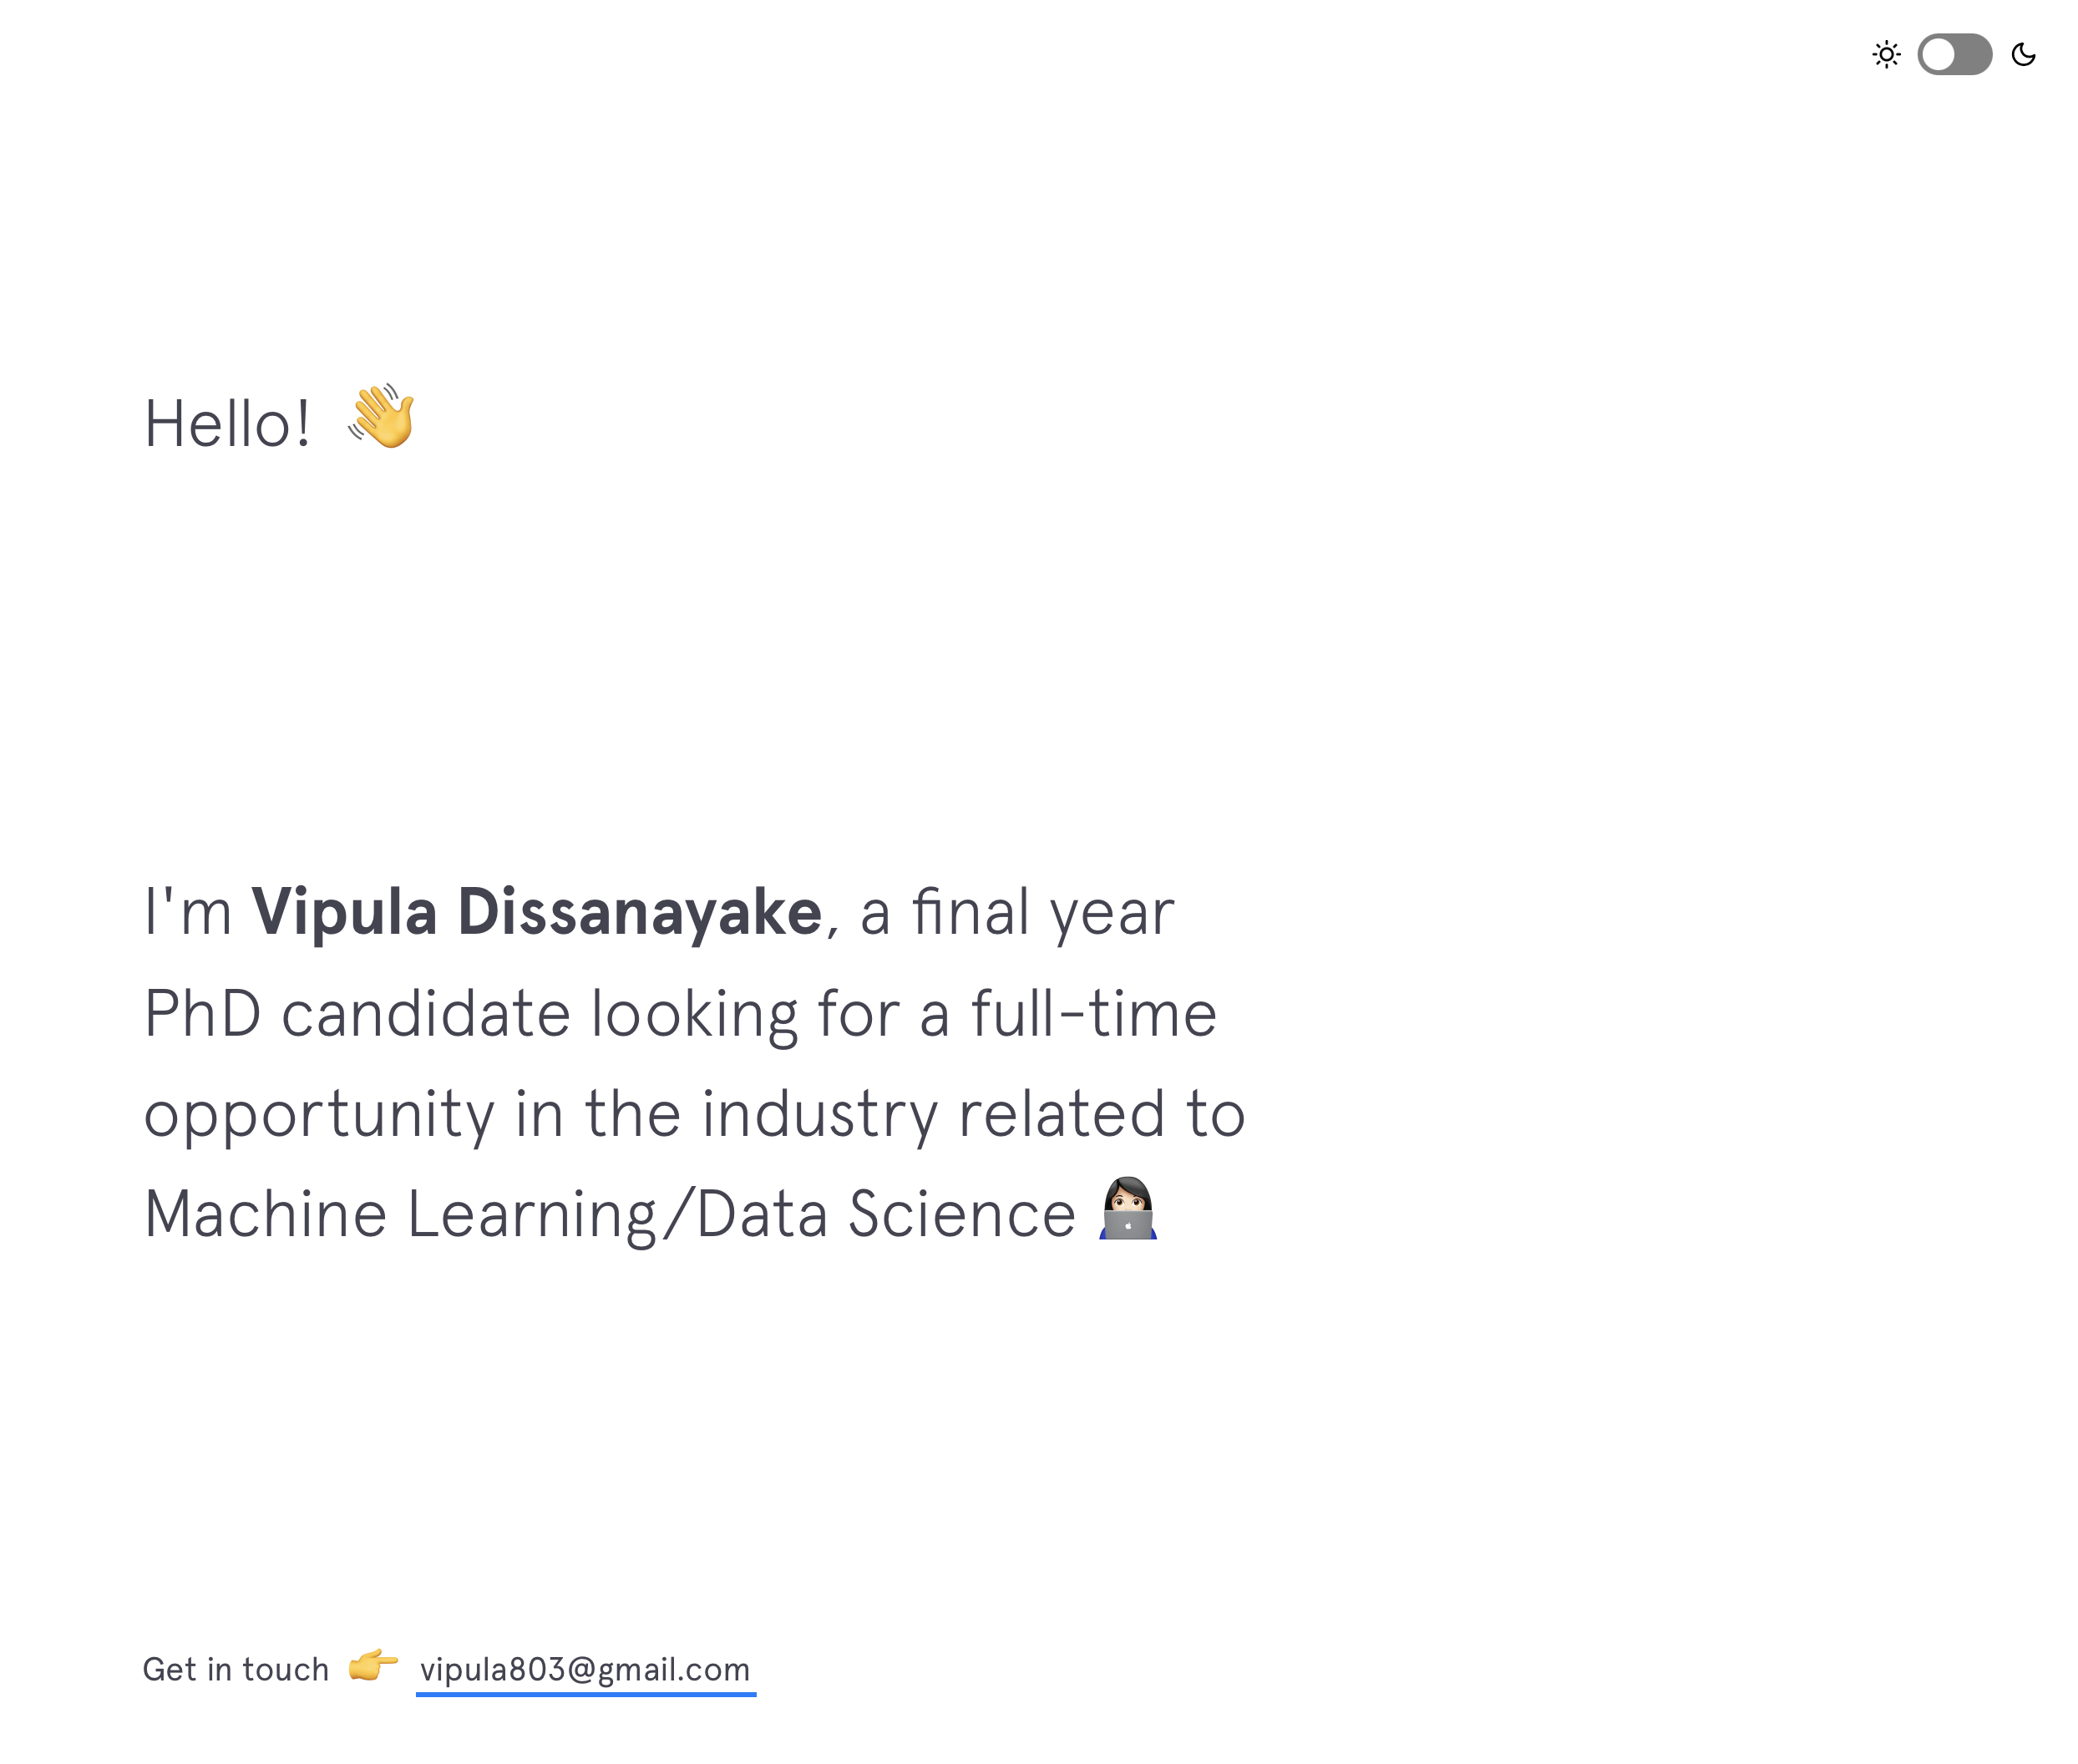 Hello! 👋
I'm Vipula Dissanayake, a final year
PhD candidate looking for a full-time
opportunity in the industry related to
Machine Learning/Data Science 👩🏻‍💻
Get in touch 👉 vipula803@gmail.com